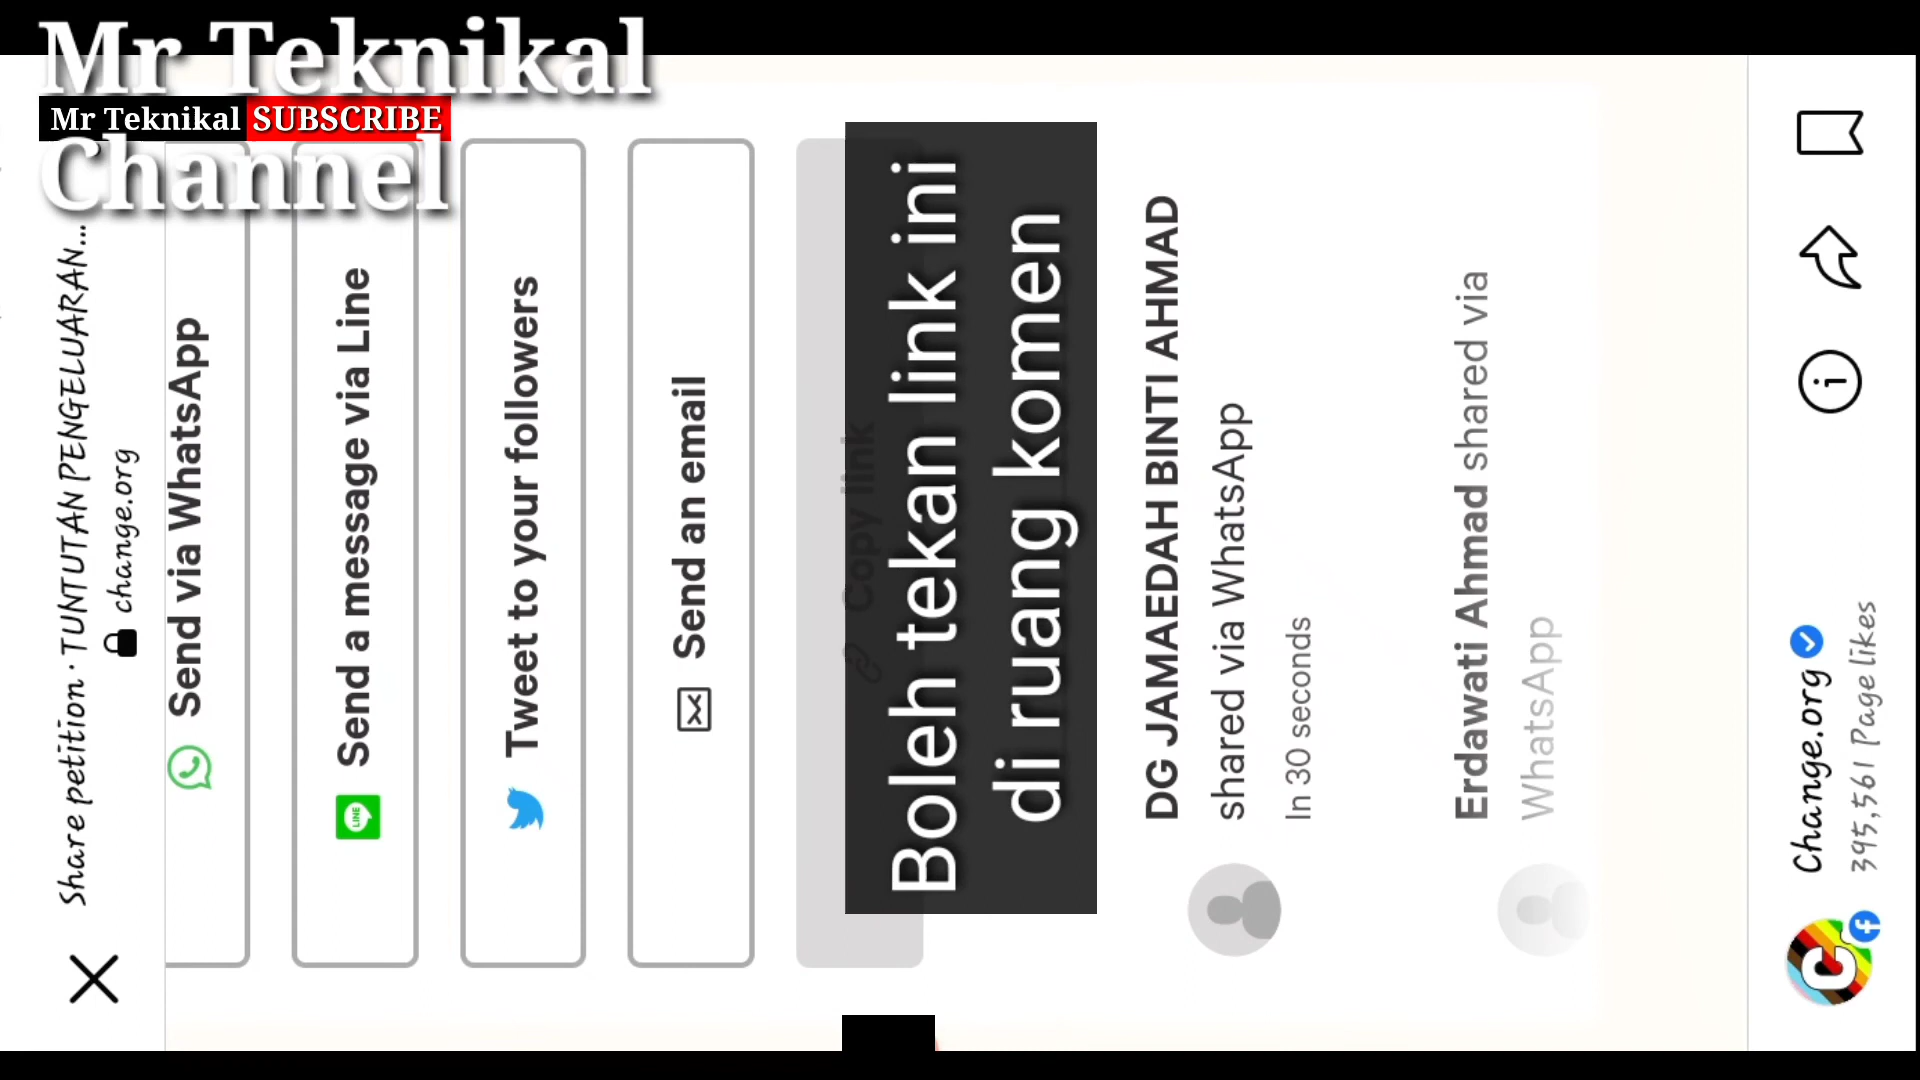 Mr Teknikal
Channel
Mr Teknikal SUBSCRIBE
Share petition · TUNTUTAN PENGELUARAN...
change.org
Send via WhatsApp
Send a message via Line
LINE
Tweet to your followers
Send an email
Copy link
Boleh tekan link ini
di ruang komen
DG JAMAEDAH BINTI AHMAD
shared via WhatsApp
In 30 seconds
Erdawati Ahmad shared via
WhatsApp
Change.org
395,561 Page likes